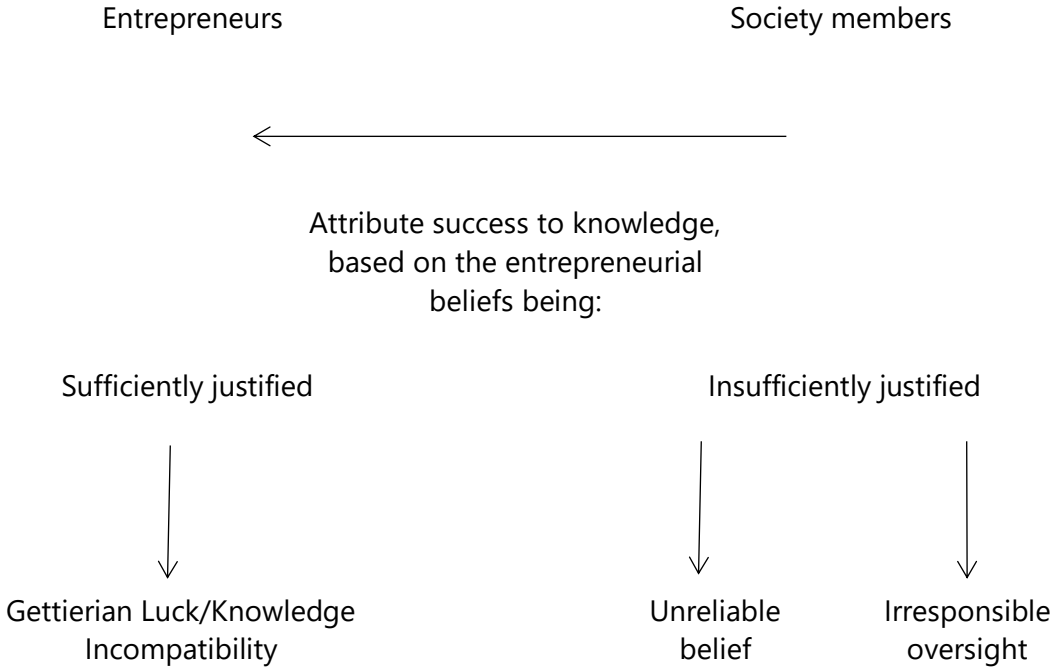 Entrepreneurs
Society members
Attribute success to knowledge,
based on the entrepreneurial
beliefs being:
Sufficiently justified
Insufficiently justified
Gettierian Luck/Knowledge
Incompatibility
Unreliable
belief
Irresponsible
oversight